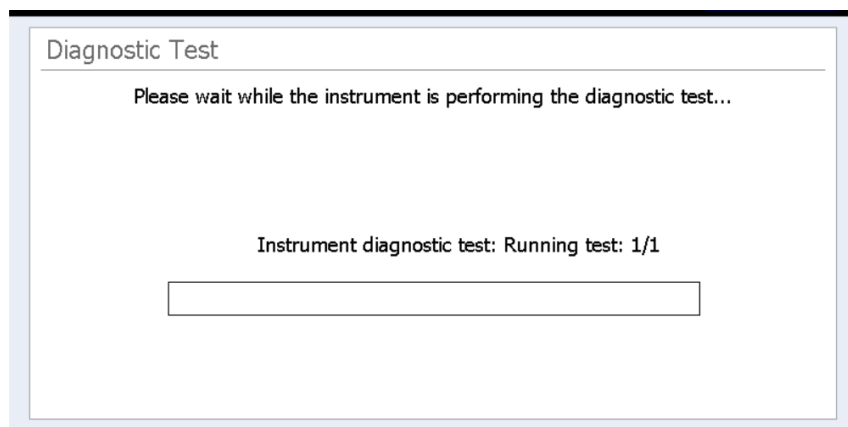 Diagnostic Test
Please wait while the instrument is performing the diagnostic test...
Instrument diagnostic test: Running test: 1/1